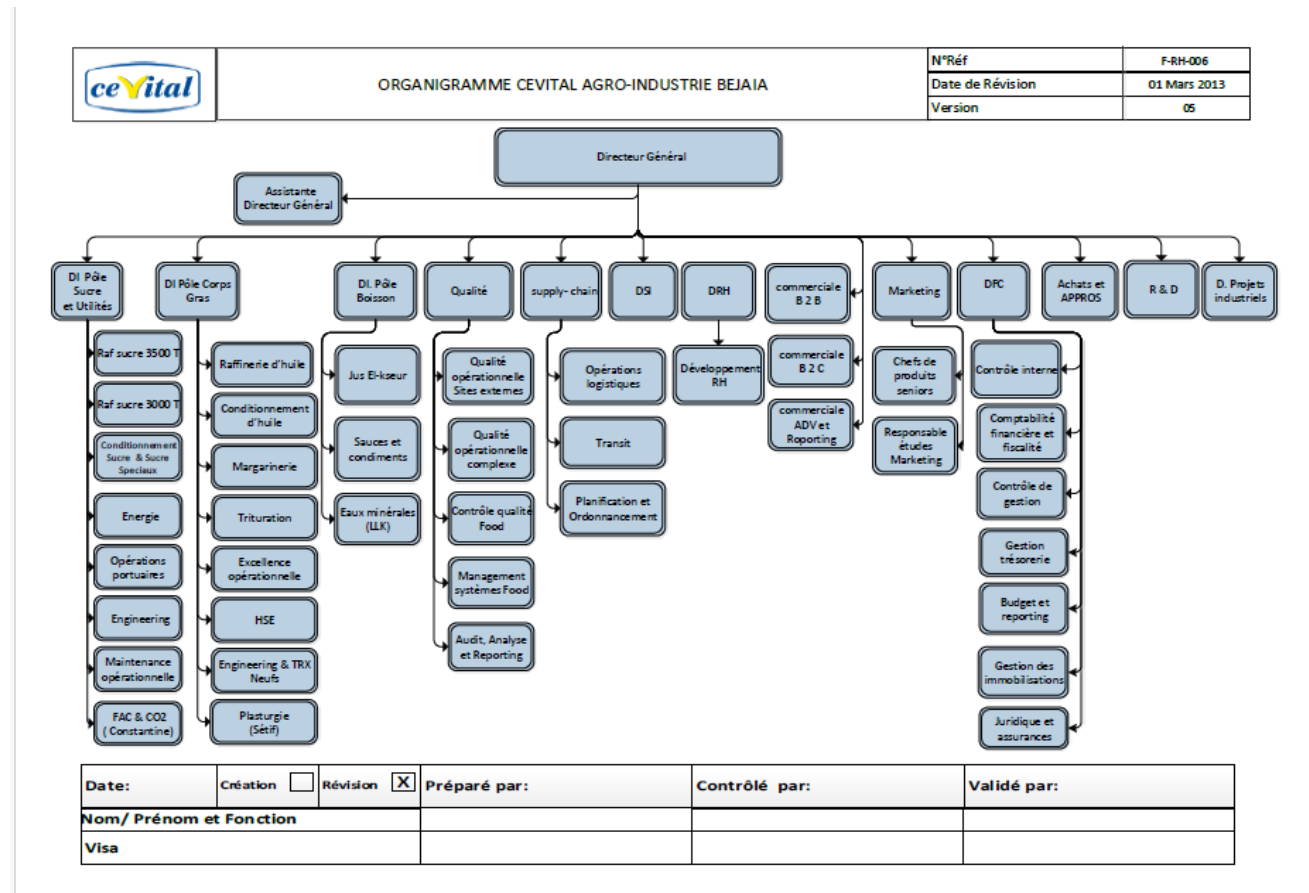 ceVital
ORGANIGRAMME CEVITAL AGRO-INDUSTRIE BEJAIA
N°Réf
F-RH-006
Date de Révision
01 Mars 2013
Version
05
Directeur Général
Assistante
Directeur Général
DI Pôle
Sucre
et Utilités
DI Pôle Corps
Gras
DI. Pôle
Boisson
Qualité
supply- chain
DSI
DRH
commerciale
B 2 B
Marketing
DFC
Achats et
APPROS
R & D
D. Projets
industriels
Raf sucre 3500 T
Raf sucre 3000 T
Conditionnement
Sucre & Sucre
Speciaux
Energie
Opérations
portuaires
Engineering
Maintenance
opérationnelle
FAC & CO2
( Constantine)
Raffinerie d'huile
Conditionnement
d'huile
Margarinerie
Trituration
Excellence
opérationnelle
HSE
Engineering & TRX
Neufs
Plasturgie
(Sétif)
Jus El-kseur
Sauces et
condiments
Eaux minérales
(LLK)
Qualité
opérationnelle
Sites externes
Qualité
opérationnelle
complexe
Contrôle qualité
Food
Management
systèmes Food
Audit, Analyse
et Reporting
Opérations
logistiques
Transit
Planification et
Ordonnancement
Développement
RH
commerciale
B 2 C
commerciale
ADV et
Roporting
Chefs de
produits
seniors
Responsable
études
Marketing
Contrôle interne
Comptabilité
financière et
fiscalité
Contrôle de
gestion
Gestion
trésorerie
Budget et
reporting
Gestion des
immobilisations
Juridique et
assurances
Date:
Création
Révision X
Préparé par:
Contrôlé par:
Validé par:
Nom/ Prénom et Fonction
Visa